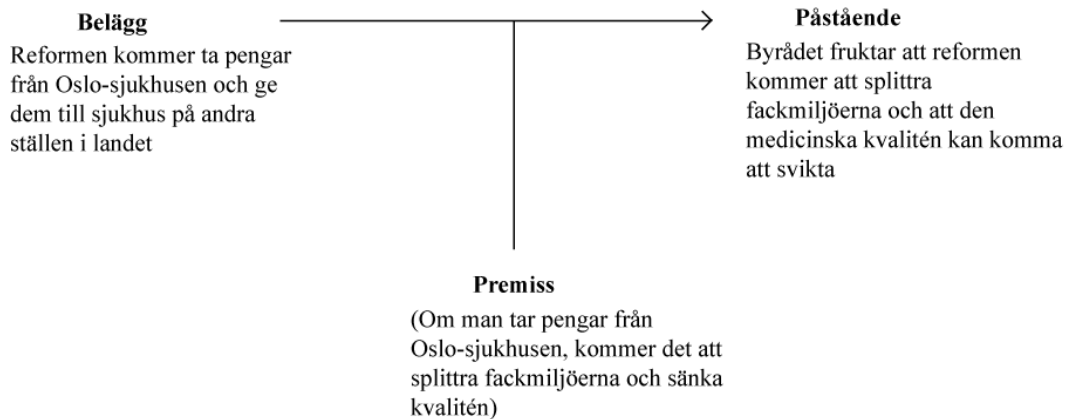 Belägg
Reformen kommer ta pengar
från Oslo-sjukhusen och ge
dem till sjukhus på andra
ställen i landet
Påstående
Byrådet fruktar att reformen
kommer att splittra
fackmiljöerna och att den
medicinska kvalitén kan komma
att svikta
Premiss
(Om man tar pengar från
Oslo-sjukhusen, kommer det att
splittra fackmiljöerna och sänka
kvalitén)